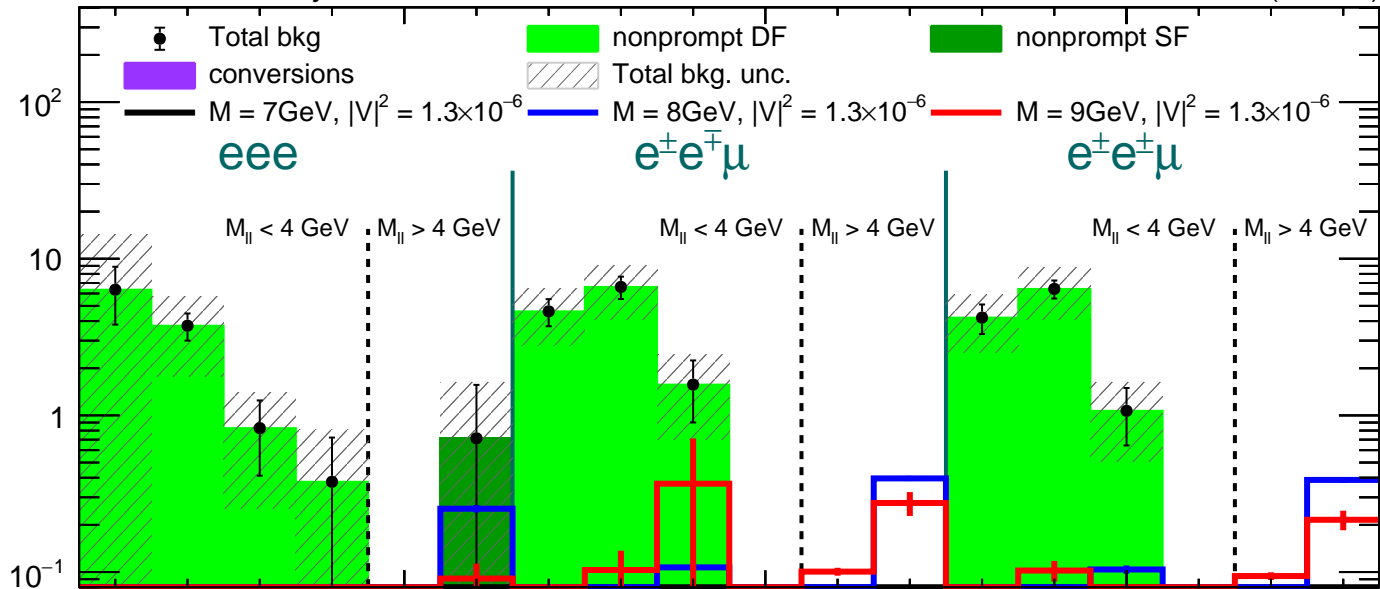 Total bkg nonprompt DF nonprompt SF
conversions Total bkg. unc.
10² M = 7GeV, |V|² = 1.3×10⁻⁶ M = 8GeV, |V|² = 1.3×10⁻⁶ M = 9GeV, |V|² = 1.3×10⁻⁶
eee e±e∓μ e±e±μ
M_ll < 4 GeV M_ll > 4 GeV M_ll < 4 GeV M_ll > 4 GeV M_ll < 4 GeV M_ll > 4 GeV
10
1
10⁻¹